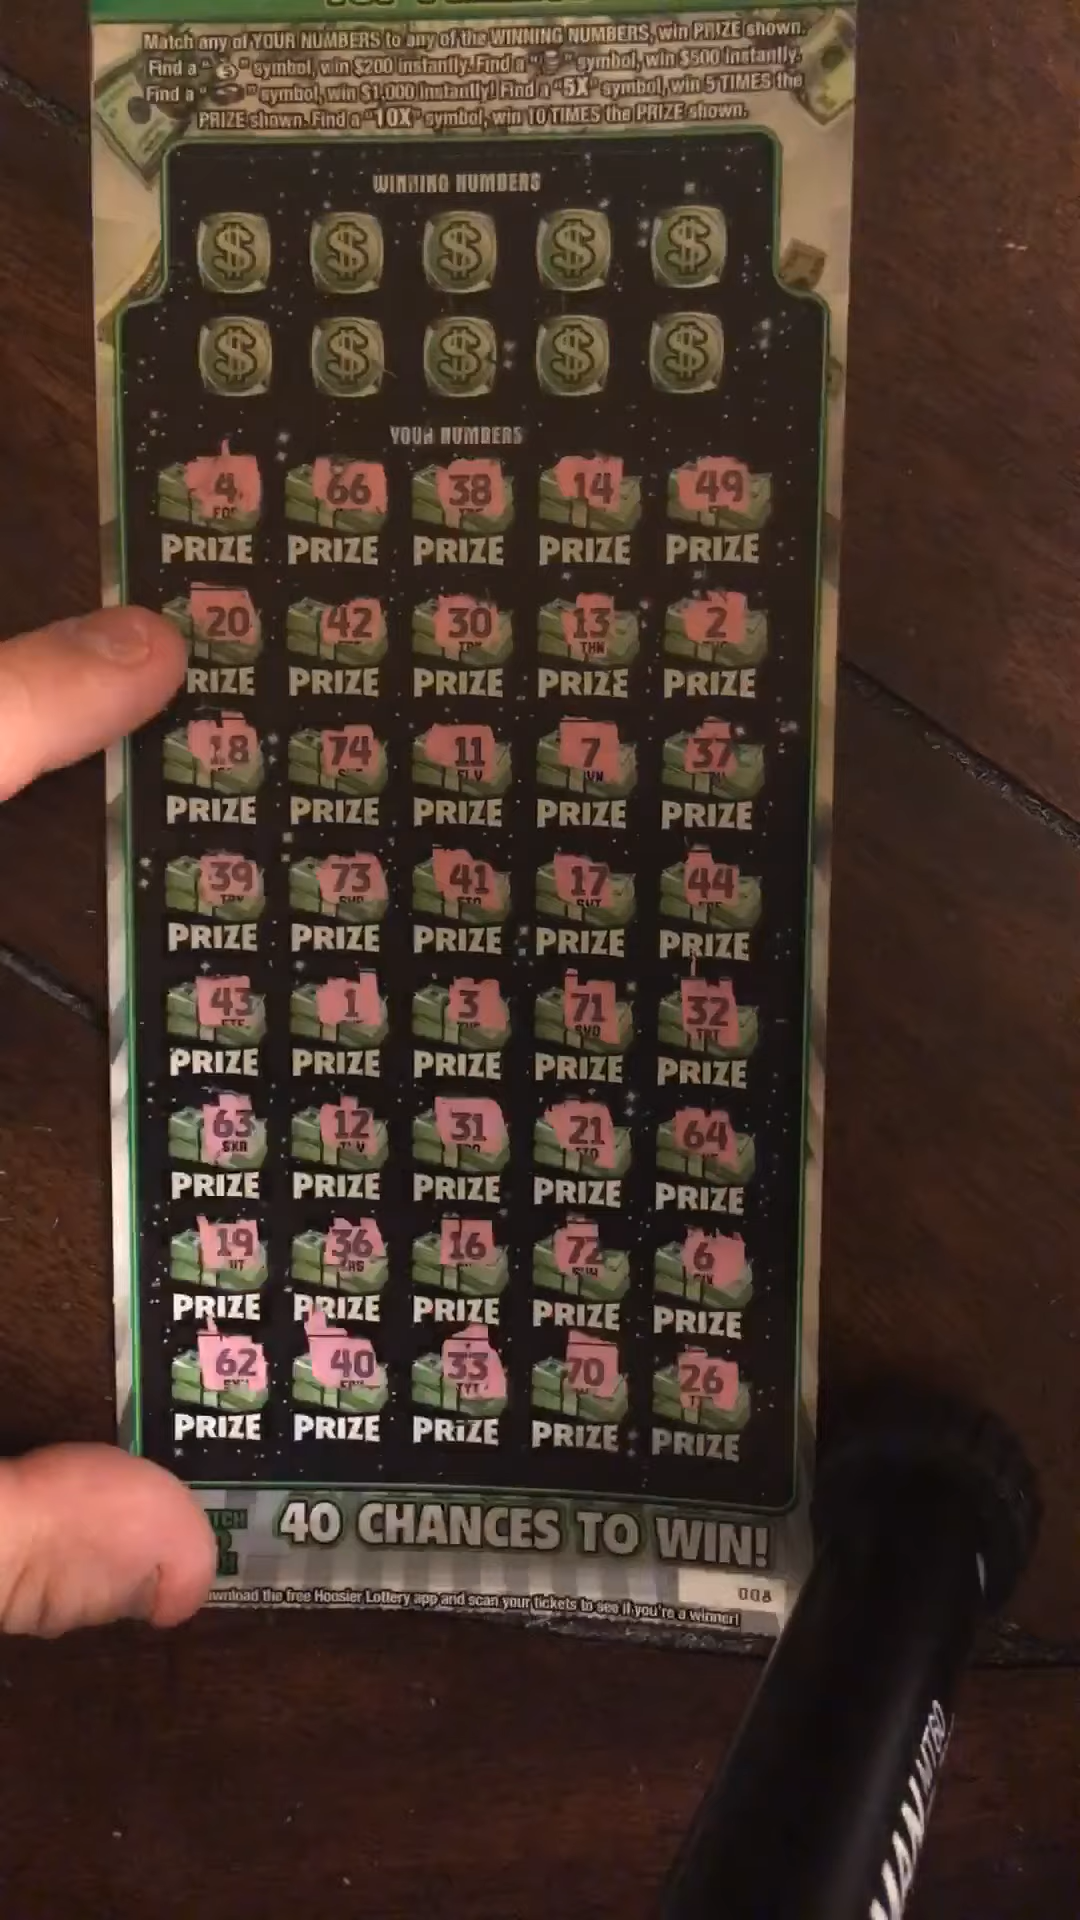 Match any of YOUR NUMBERS to any of the WINNING NUMBERS, win PRIZE shown.
Find a " " symbol, win $200 instantly. Find a " " symbol, win $500 instantly.
Find a " " symbol, win $1,000 instantly! Find a "5X" symbol, win 5 TIMES the
PRIZE shown. Find a "10X" symbol, win 10 TIMES the PRIZE shown.
WINNING NUMBERS
$ $ $ $ $
$ $ $ $ $
YOUR NUMBERS
4 66 38 14 49
PRIZE PRIZE PRIZE PRIZE PRIZE
20 42 30 13 2
THN
RIZE PRIZE PRIZE PRIZE PRIZE
18 74 11 7 37
PRIZE PRIZE PRIZE PRIZE PRIZE
39 73 41 17 44
PRIZE PRIZE PRIZE PRIZE PRIZE
43 1 3 71 32
PRIZE PRIZE PRIZE PRIZE PRIZE
63 12 31 21 64
PRIZE PRIZE PRIZE PRIZE PRIZE
19 36 16 72 6
PRIZE PRIZE PRIZE PRIZE PRIZE
62 40 33 70 26
PRIZE PRIZE PRIZE PRIZE PRIZE
40 CHANCES TO WIN!
008
the free Hoosier Lottery app and scan your tickets to see if you're a winner!